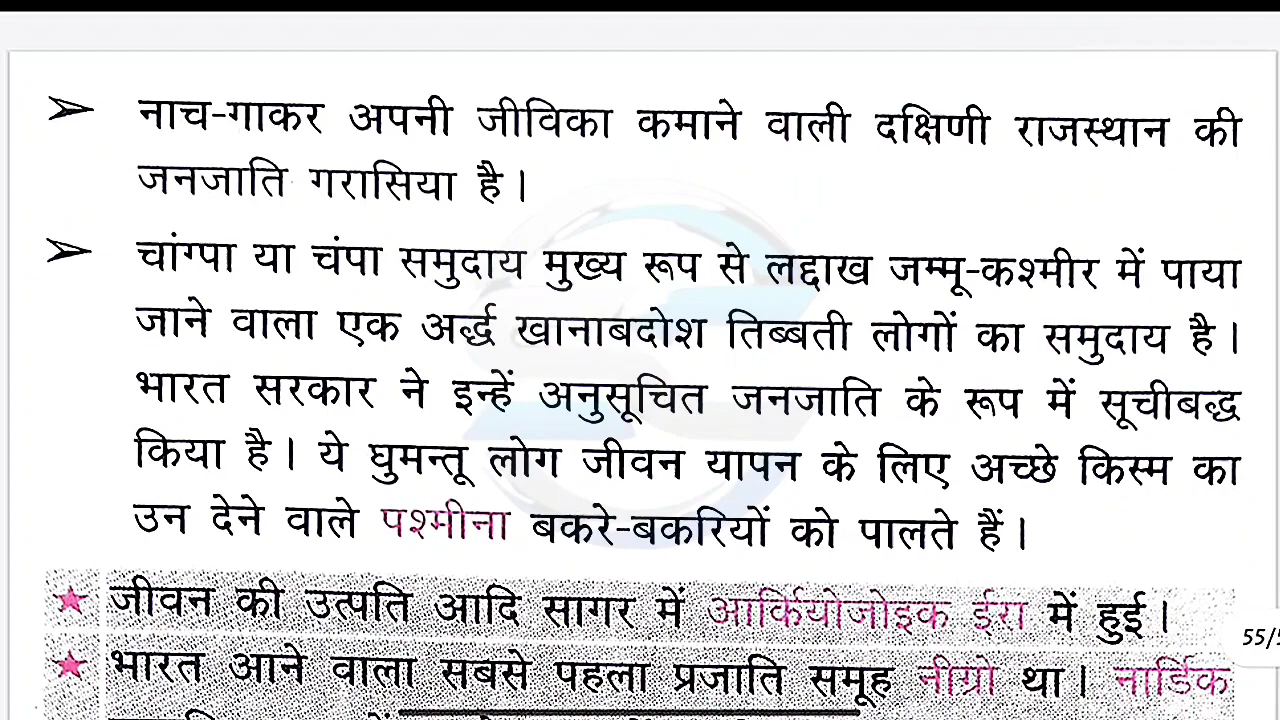 ➢ नाच-गाकर अपनी जीविका कमाने वाली दक्षिणी राजस्थान की
जनजाति गरासिया है।
➢ चांग्पा या चंपा समुदाय मुख्य रूप से लद्दाख जम्मू-कश्मीर में पाया
जाने वाला एक अर्द्ध खानाबदोश तिब्बती लोगों का समुदाय है।
भारत सरकार ने इन्हें अनुसूचित जनजाति के रूप में सूचीबद्ध
किया है। ये घुमन्तू लोग जीवन यापन के लिए अच्छे किस्म का
उन देने वाले पश्मीना बकरे-बकरियों को पालते हैं।
★ जीवन की उत्पति आदि सागर में आर्कियोजोइक ईरा में हुई।
55/
★ भारत आने वाला सबसे पहला प्रजाति समूह नीग्रो था। नार्डिक